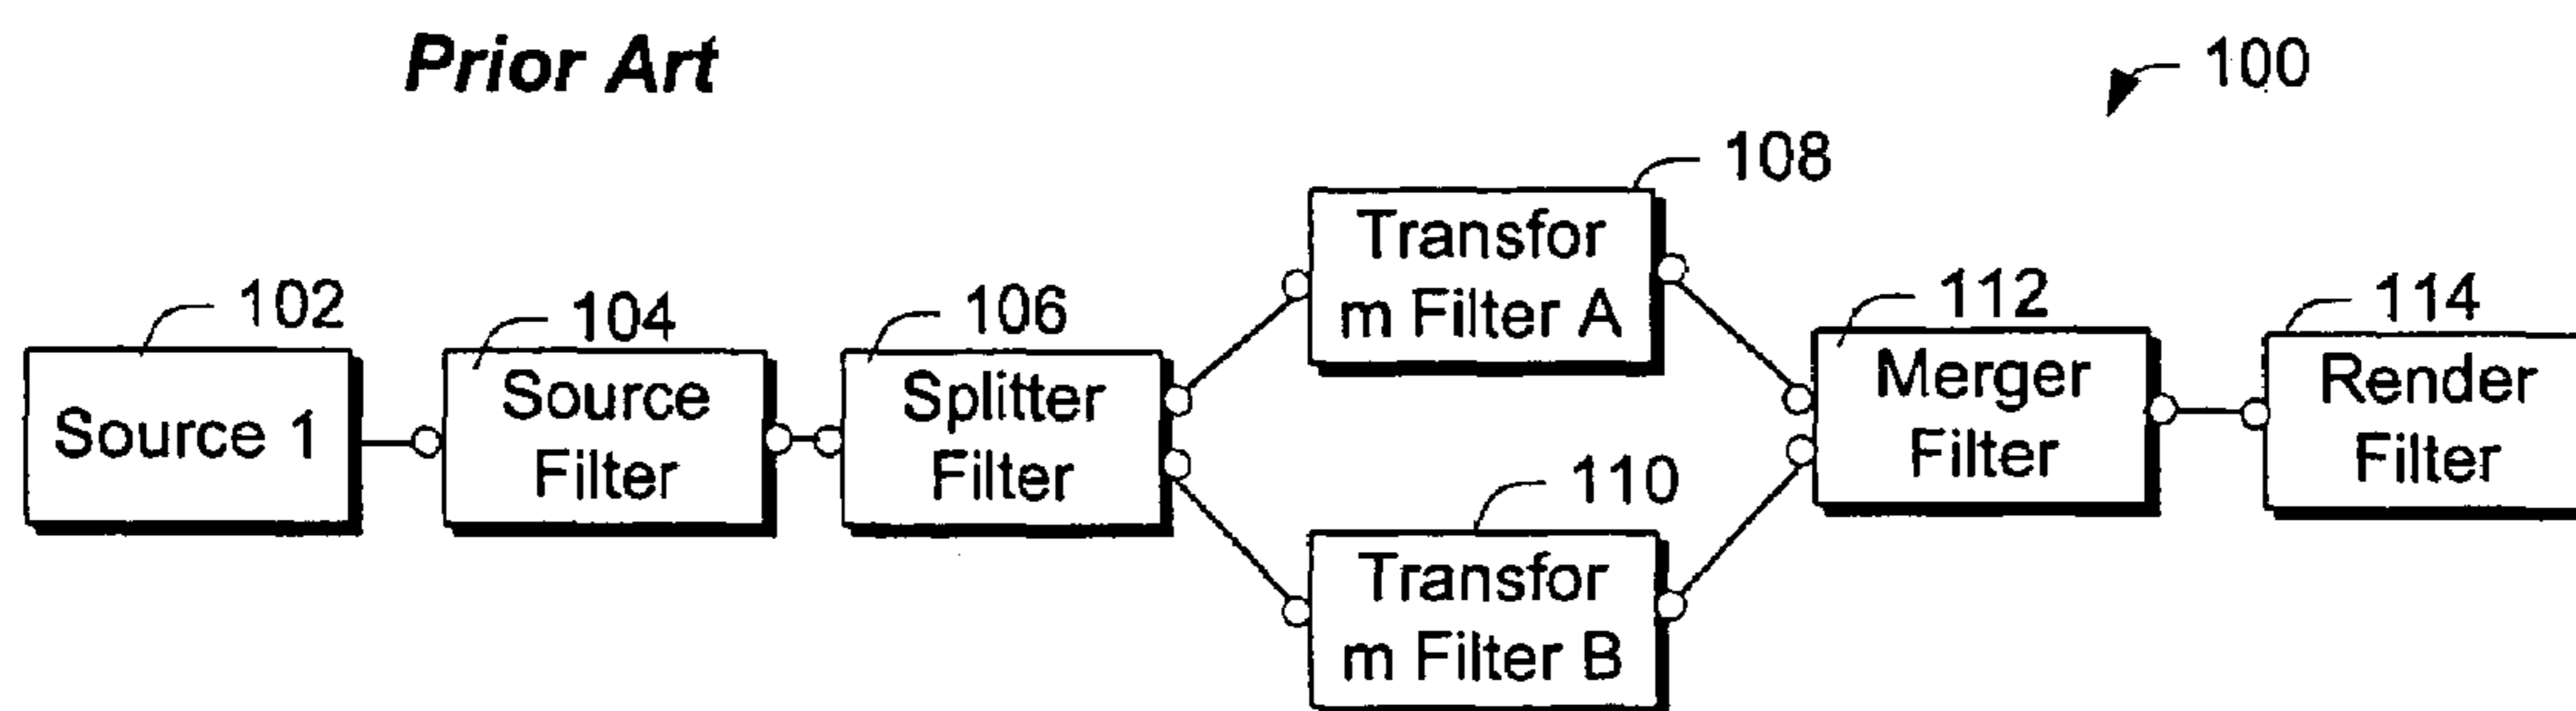 Prior Art
100
108
Transfor
m Filter A
102
Source 1
104
Source
Filter
106
Splitter
Filter
110
Transfor
m Filter B
112
Merger
Filter
114
Render
Filter